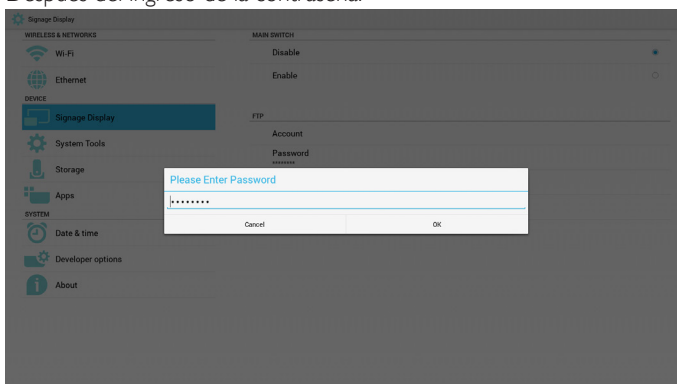 Después del ingreso de la contraseña.
Signage Display
WIRELESS & NETWORKS
Wi-Fi
Ethernet
DEVICE
Signage Display
System Tools
Storage
Apps
SYSTEM
Date & time
Developer options
About
MAIN SWITCH
Disable
Enable
FTP
Account
Password
********
Please Enter Password
••••••••
Cancel
OK